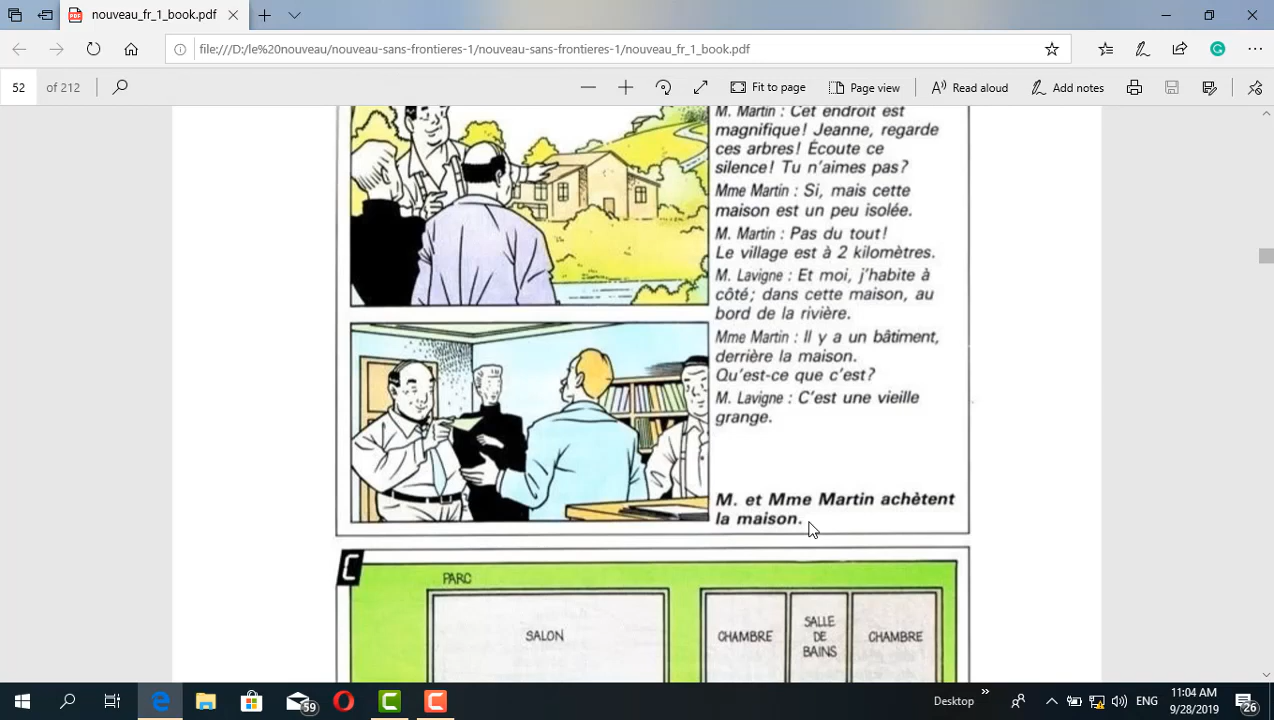 nouveau_fr_1_book.pdf
file:///D:/le%20nouveau/nouveau-sans-frontieres-1/nouveau-sans-frontieres-1/nouveau_fr_1_book.pdf
52 of 212
Fit to page
Page view
Read aloud
Add notes
M. Martin : Cet endroit est
magnifique! Jeanne, regarde
ces arbres! Écoute ce
silence! Tu n'aimes pas?
Mme Martin : Si, mais cette
maison est un peu isolée.
M. Martin : Pas du tout!
Le village est à 2 kilomètres.
M. Lavigne : Et moi, j'habite à
côté; dans cette maison, au
bord de la rivière.
Mme Martin : Il y a un bâtiment,
derrière la maison.
Qu'est-ce que c'est?
M. Lavigne : C'est une vieille
grange.
M. et Mme Martin achètent
la maison.
C
PARC
SALON
CHAMBRE
SALLE
DE
BAINS
CHAMBRE
59
Desktop
ENG
11:04 AM
9/28/2019
26